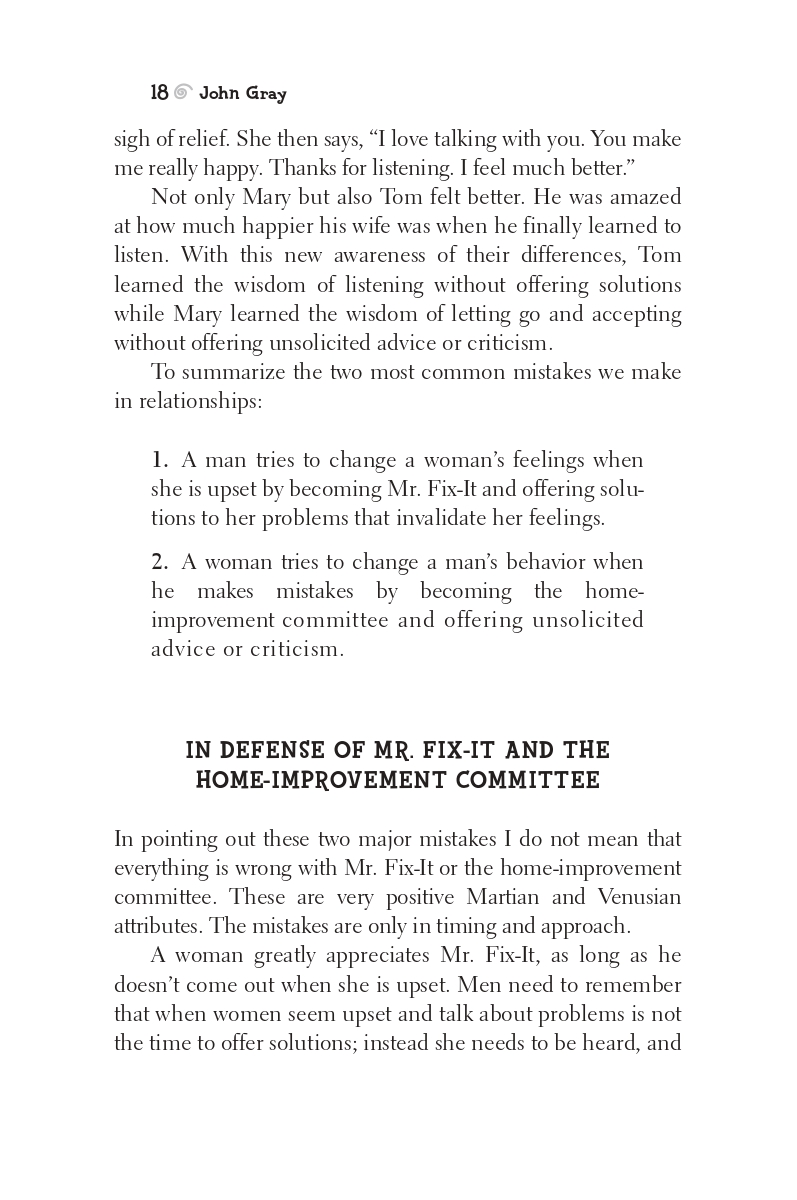 18 John Gray
sigh of relief. She then says, “I love talking with you. You make
me really happy. Thanks for listening. I feel much better.”
Not only Mary but also Tom felt better. He was amazed
at how much happier his wife was when he finally learned to
listen. With this new awareness of their differences, Tom
learned the wisdom of listening without offering solutions
while Mary learned the wisdom of letting go and accepting
without offering unsolicited advice or criticism.
To summarize the two most common mistakes we make
in relationships:
1. A man tries to change a woman’s feelings when
she is upset by becoming Mr. Fix-It and offering solu-
tions to her problems that invalidate her feelings.
2. A woman tries to change a man’s behavior when
he makes mistakes by becoming the home-
improvement committee and offering unsolicited
advice or criticism.
IN DEFENSE OF MR. FIX-IT AND THE
HOME-IMPROVEMENT COMMITTEE
In pointing out these two major mistakes I do not mean that
everything is wrong with Mr. Fix-It or the home-improvement
committee. These are very positive Martian and Venusian
attributes. The mistakes are only in timing and approach.
A woman greatly appreciates Mr. Fix-It, as long as he
doesn’t come out when she is upset. Men need to remember
that when women seem upset and talk about problems is not
the time to offer solutions; instead she needs to be heard, and